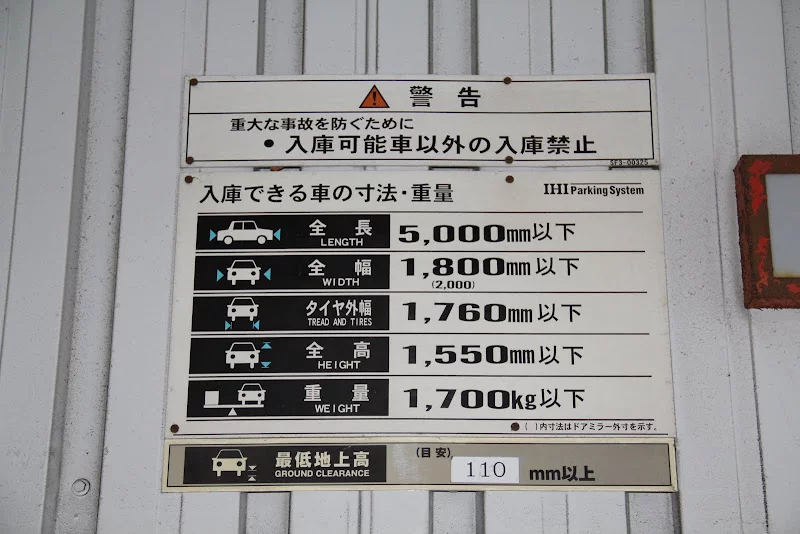 警告
重大な事故を防ぐために
・入庫可能車以外の入庫禁止
SF3-00325
入庫できる車の寸法・重量 IHI Parking System
全長 LENGTH 5,000mm以下
全幅 WIDTH 1,800mm以下 (2,000)
タイヤ外幅 TREAD AND TIRES 1,760mm以下
全高 HEIGHT 1,550mm以下
重量 WEIGHT 1,700kg以下
( )内寸法はドアミラー外寸を示す。
最低地上高 GROUND CLEARANCE (目安) 110 mm以上